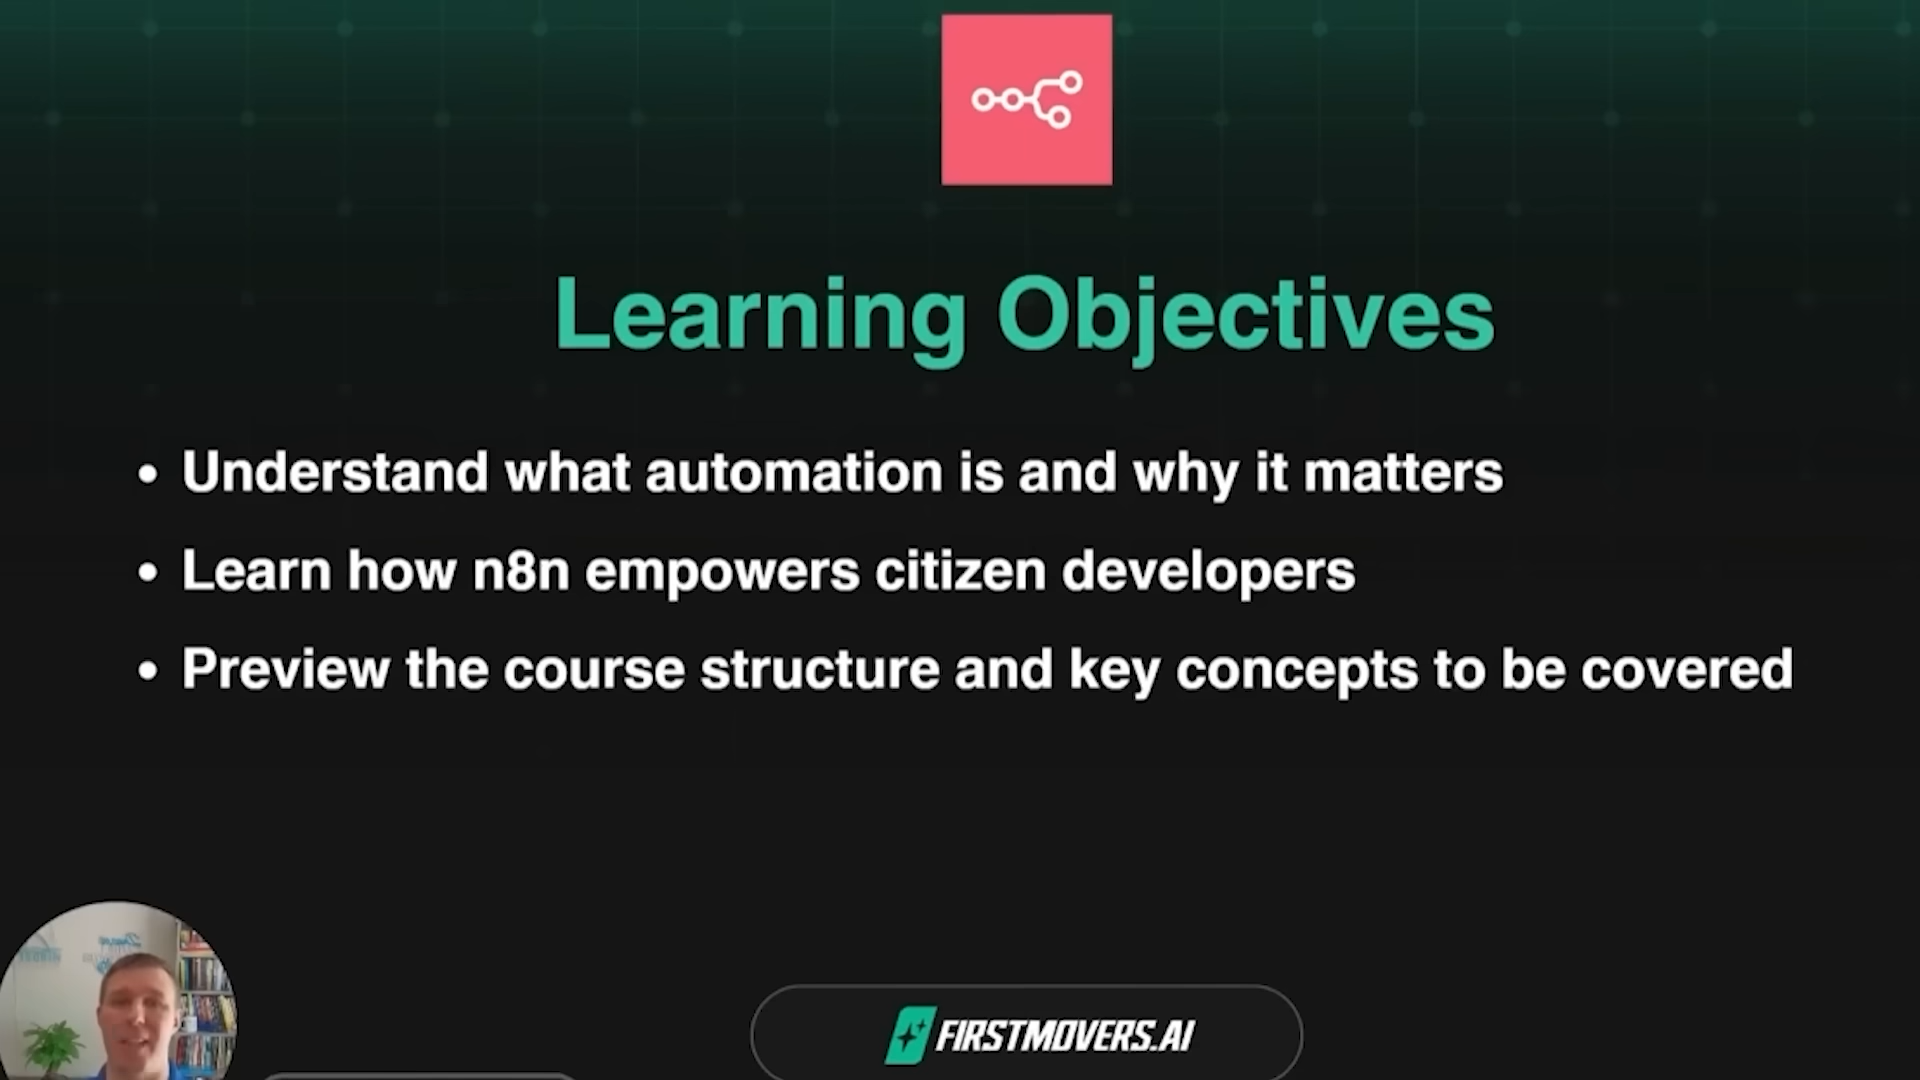 Learning Objectives
• Understand what automation is and why it matters
• Learn how n8n empowers citizen developers
• Preview the course structure and key concepts to be covered
FIRSTMOVERS.AI